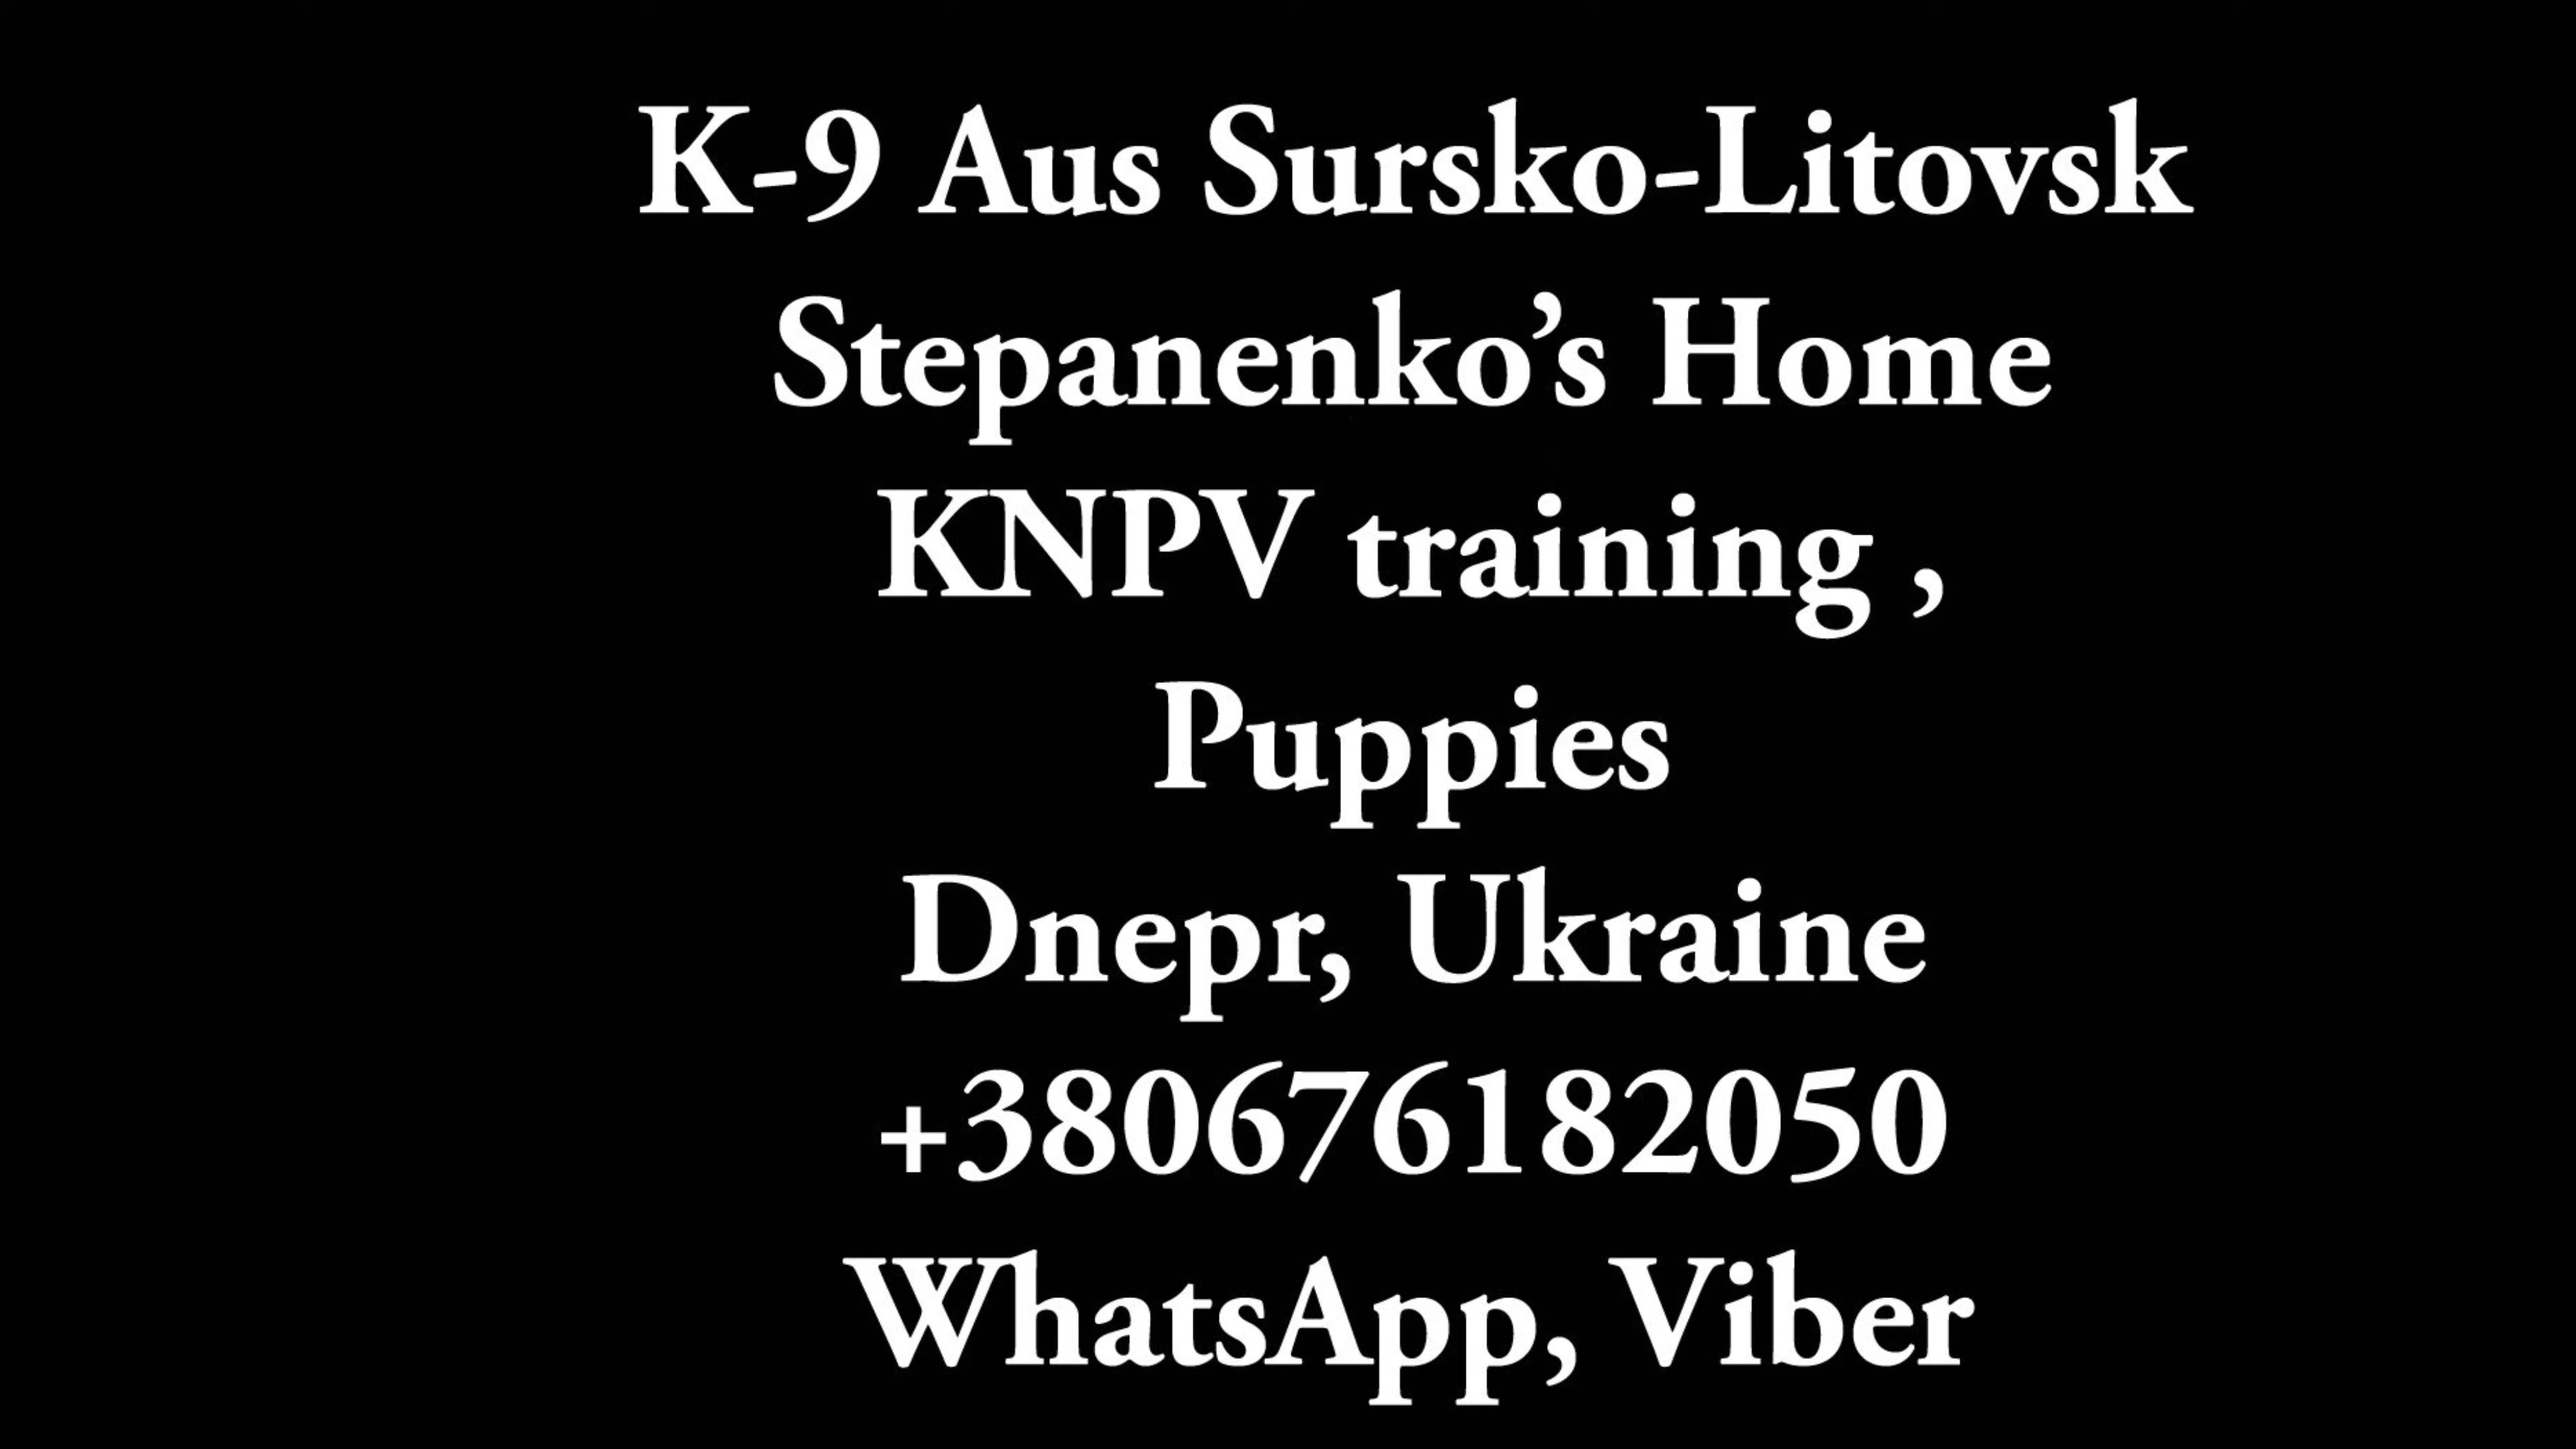 K-9 Aus Sursko-Litovsk
Stepanenko’s Home
KNPV training ,
Puppies
Dnepr, Ukraine
+380676182050
WhatsApp, Viber